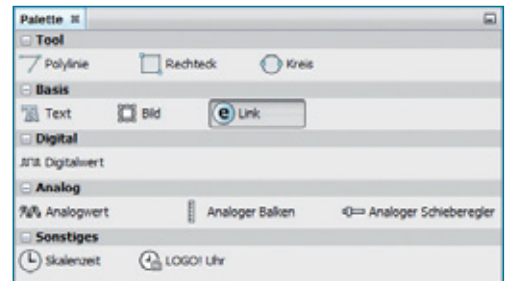 Palette
Tool
Polylinie Rechteck Kreis
Basis
Text Bild Link
Digital
Digitalwert
Analog
Analogwert Analoger Balken Analoger Schieberegler
Sonstiges
Skalenzeit LOGO! Uhr